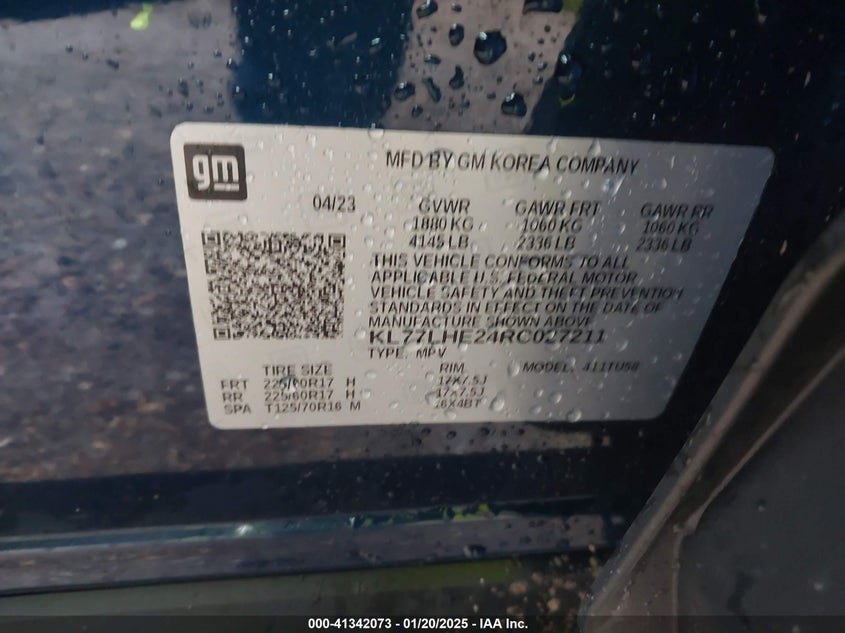 gm
MFD BY GM KOREA COMPANY
04/23 GVWR GAWR FRT GAWR RR
1880 KG 1060 KG 1060 KG
4145 LB 2336 LB 2336 LB
THIS VEHICLE CONFORMS TO ALL
APPLICABLE U.S. FEDERAL MOTOR
VEHICLE SAFETY AND THEFT PREVENTION
STANDARDS IN EFFECT ON THE DATE OF
MANUFACTURE SHOWN ABOVE
KL77LHE24RC027211
TYPE: MPV MODEL: 411TU58
TIRE SIZE RIM
FRT 225/60R17 H 17X7.5J
RR 225/60R17 H 17X7.5J
SPA T125/70R16 M 16X4BT
000-41342073 - 01/20/2025 - IAA Inc.